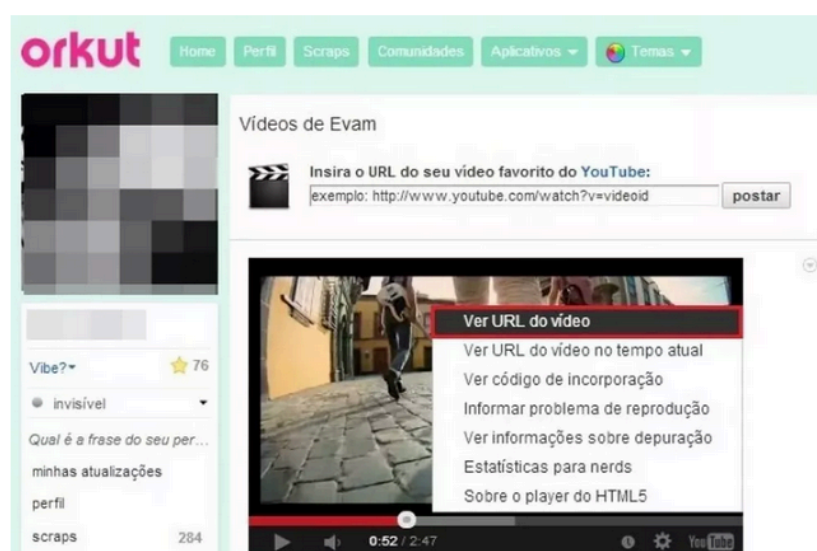 orkut
Home Perfil Scraps Comunidades Aplicativos Temas
Vídeos de Evam
Insira o URL do seu vídeo favorito do YouTube:
exemplo: http://www.youtube.com/watch?v=videoid postar
Ver URL do vídeo
Ver URL do vídeo no tempo atual
Ver código de incorporação
Informar problema de reprodução
Ver informações sobre depuração
Estatísticas para nerds
Sobre o player do HTML5
0:52 / 2:47 YouTube
Vibe? 76
invisível
Qual é a frase do seu per...
minhas atualizações
perfil
scraps 284